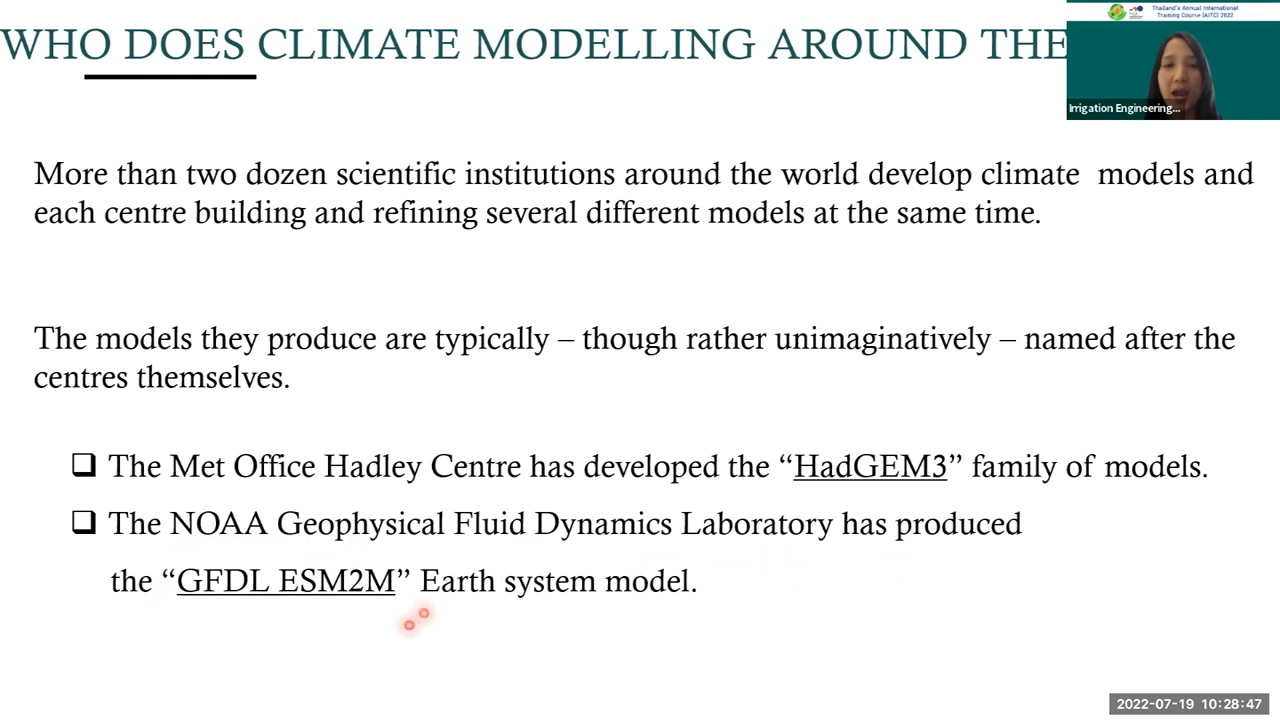 Thailand's Annual International
Training Course (AITC) 2022
WHO DOES CLIMATE MODELLING AROUND THE
Irrigation Engineering...
More than two dozen scientific institutions around the world develop climate models and
each centre building and refining several different models at the same time.
The models they produce are typically – though rather unimaginatively – named after the
centres themselves.
❑ The Met Office Hadley Centre has developed the “HadGEM3” family of models.
❑ The NOAA Geophysical Fluid Dynamics Laboratory has produced
the “GFDL ESM2M” Earth system model.
2022-07-19 10:28:47